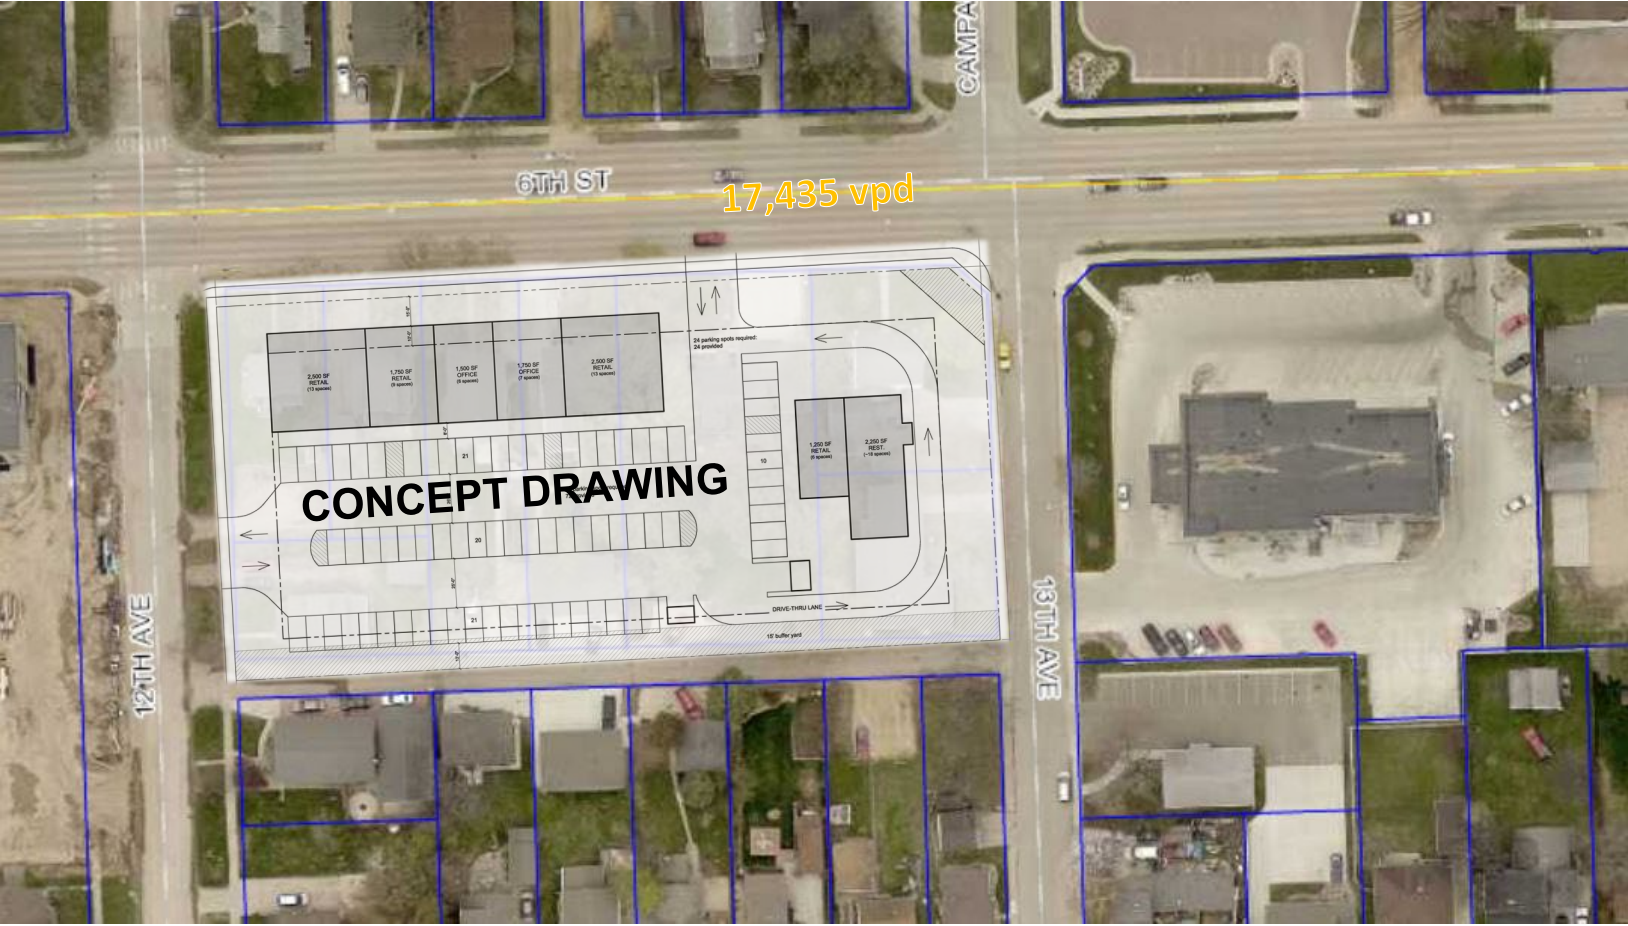 CAMPA
6TH ST
17,435 vpd
24 parking spots required:
24 provided
2,500 SF
RETAIL
(13 spaces)
1,750 SF
RETAIL
(9 spaces)
1,500 SF
OFFICE
1,750 SF
OFFICE
(7 spaces)
2,500 SF
RETAIL
(13 spaces)
1,250 SF
RETAIL
2,250 SF
REST.
(~18 spaces)
21
10
CONCEPT DRAWING
20
21
DRIVE-THRU LANE
15' buffer yard
12TH AVE
13TH AVE